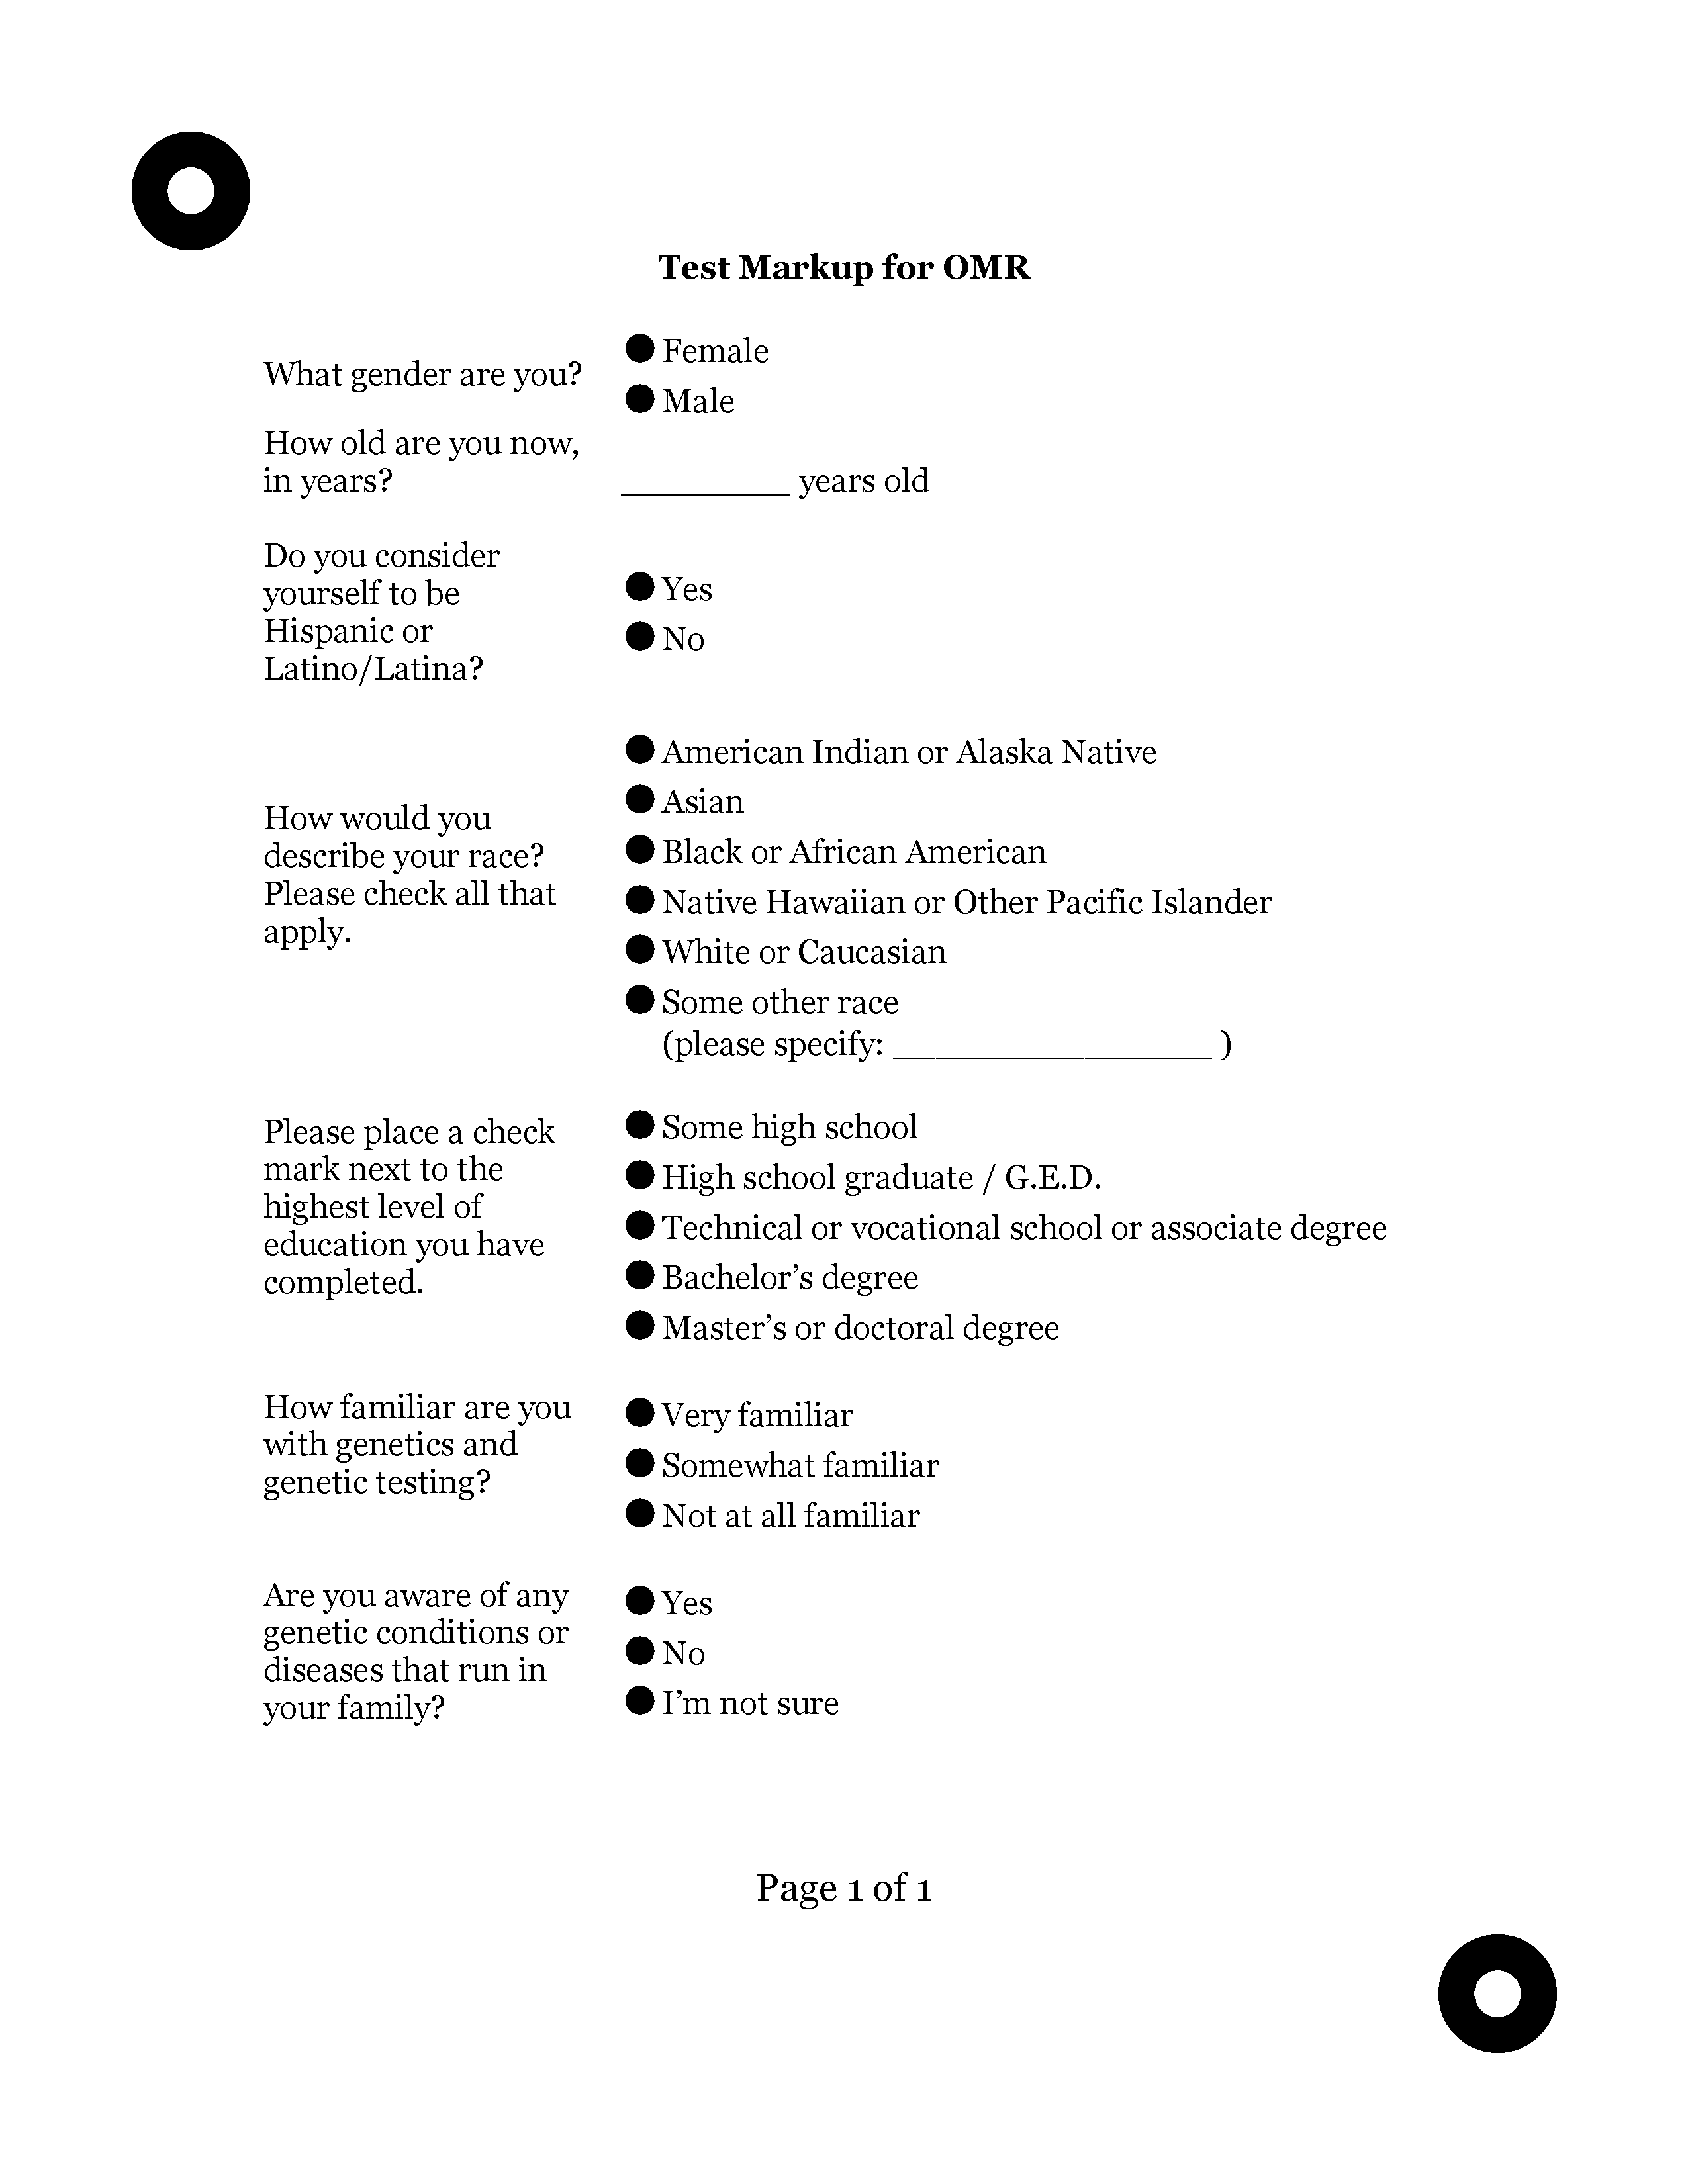 Test Markup for OMR
What gender are you?
Female
Male
How old are you now,
in years?
__________ years old
Do you consider
yourself to be
Hispanic or
Latino/Latina?
Yes
No
How would you
describe your race?
Please check all that
apply.
American Indian or Alaska Native
Asian
Black or African American
Native Hawaiian or Other Pacific Islander
White or Caucasian
Some other race
(please specify: ___________________ )
Please place a check
mark next to the
highest level of
education you have
completed.
Some high school
High school graduate / G.E.D.
Technical or vocational school or associate degree
Bachelor’s degree
Master’s or doctoral degree
How familiar are you
with genetics and
genetic testing?
Very familiar
Somewhat familiar
Not at all familiar
Are you aware of any
genetic conditions or
diseases that run in
your family?
Yes
No
I’m not sure
Page 1 of 1